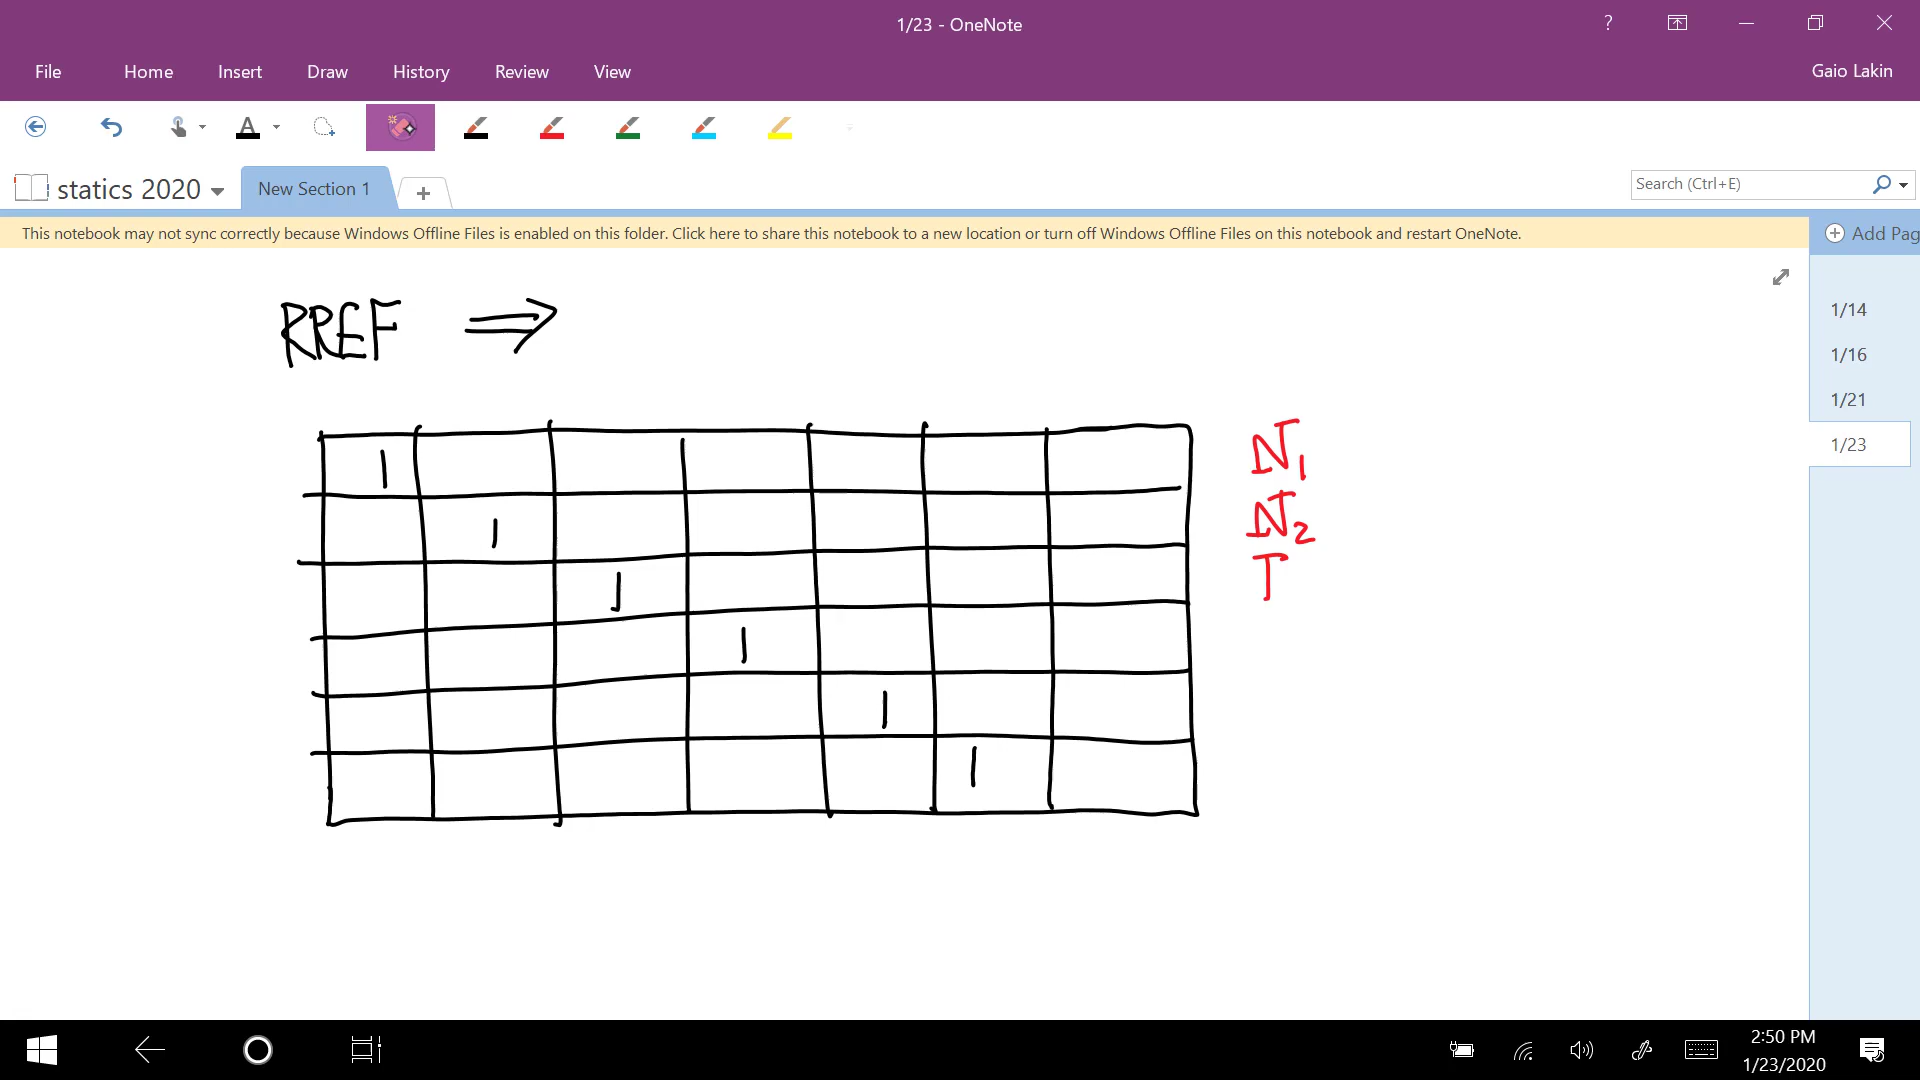 1/23 - OneNote
?
File Home Insert Draw History Review View
Gaio Lakin
A
statics 2020
New Section 1
+
Search (Ctrl+E)
This notebook may not sync correctly because Windows Offline Files is enabled on this folder. Click here to share this notebook to a new location or turn off Windows Offline Files on this notebook and restart OneNote.
Add Pag
1/14
1/16
1/21
1/23
RREF ⇒
1 N₁
1 N₂
1 T
1
1
1
2:50 PM
1/23/2020